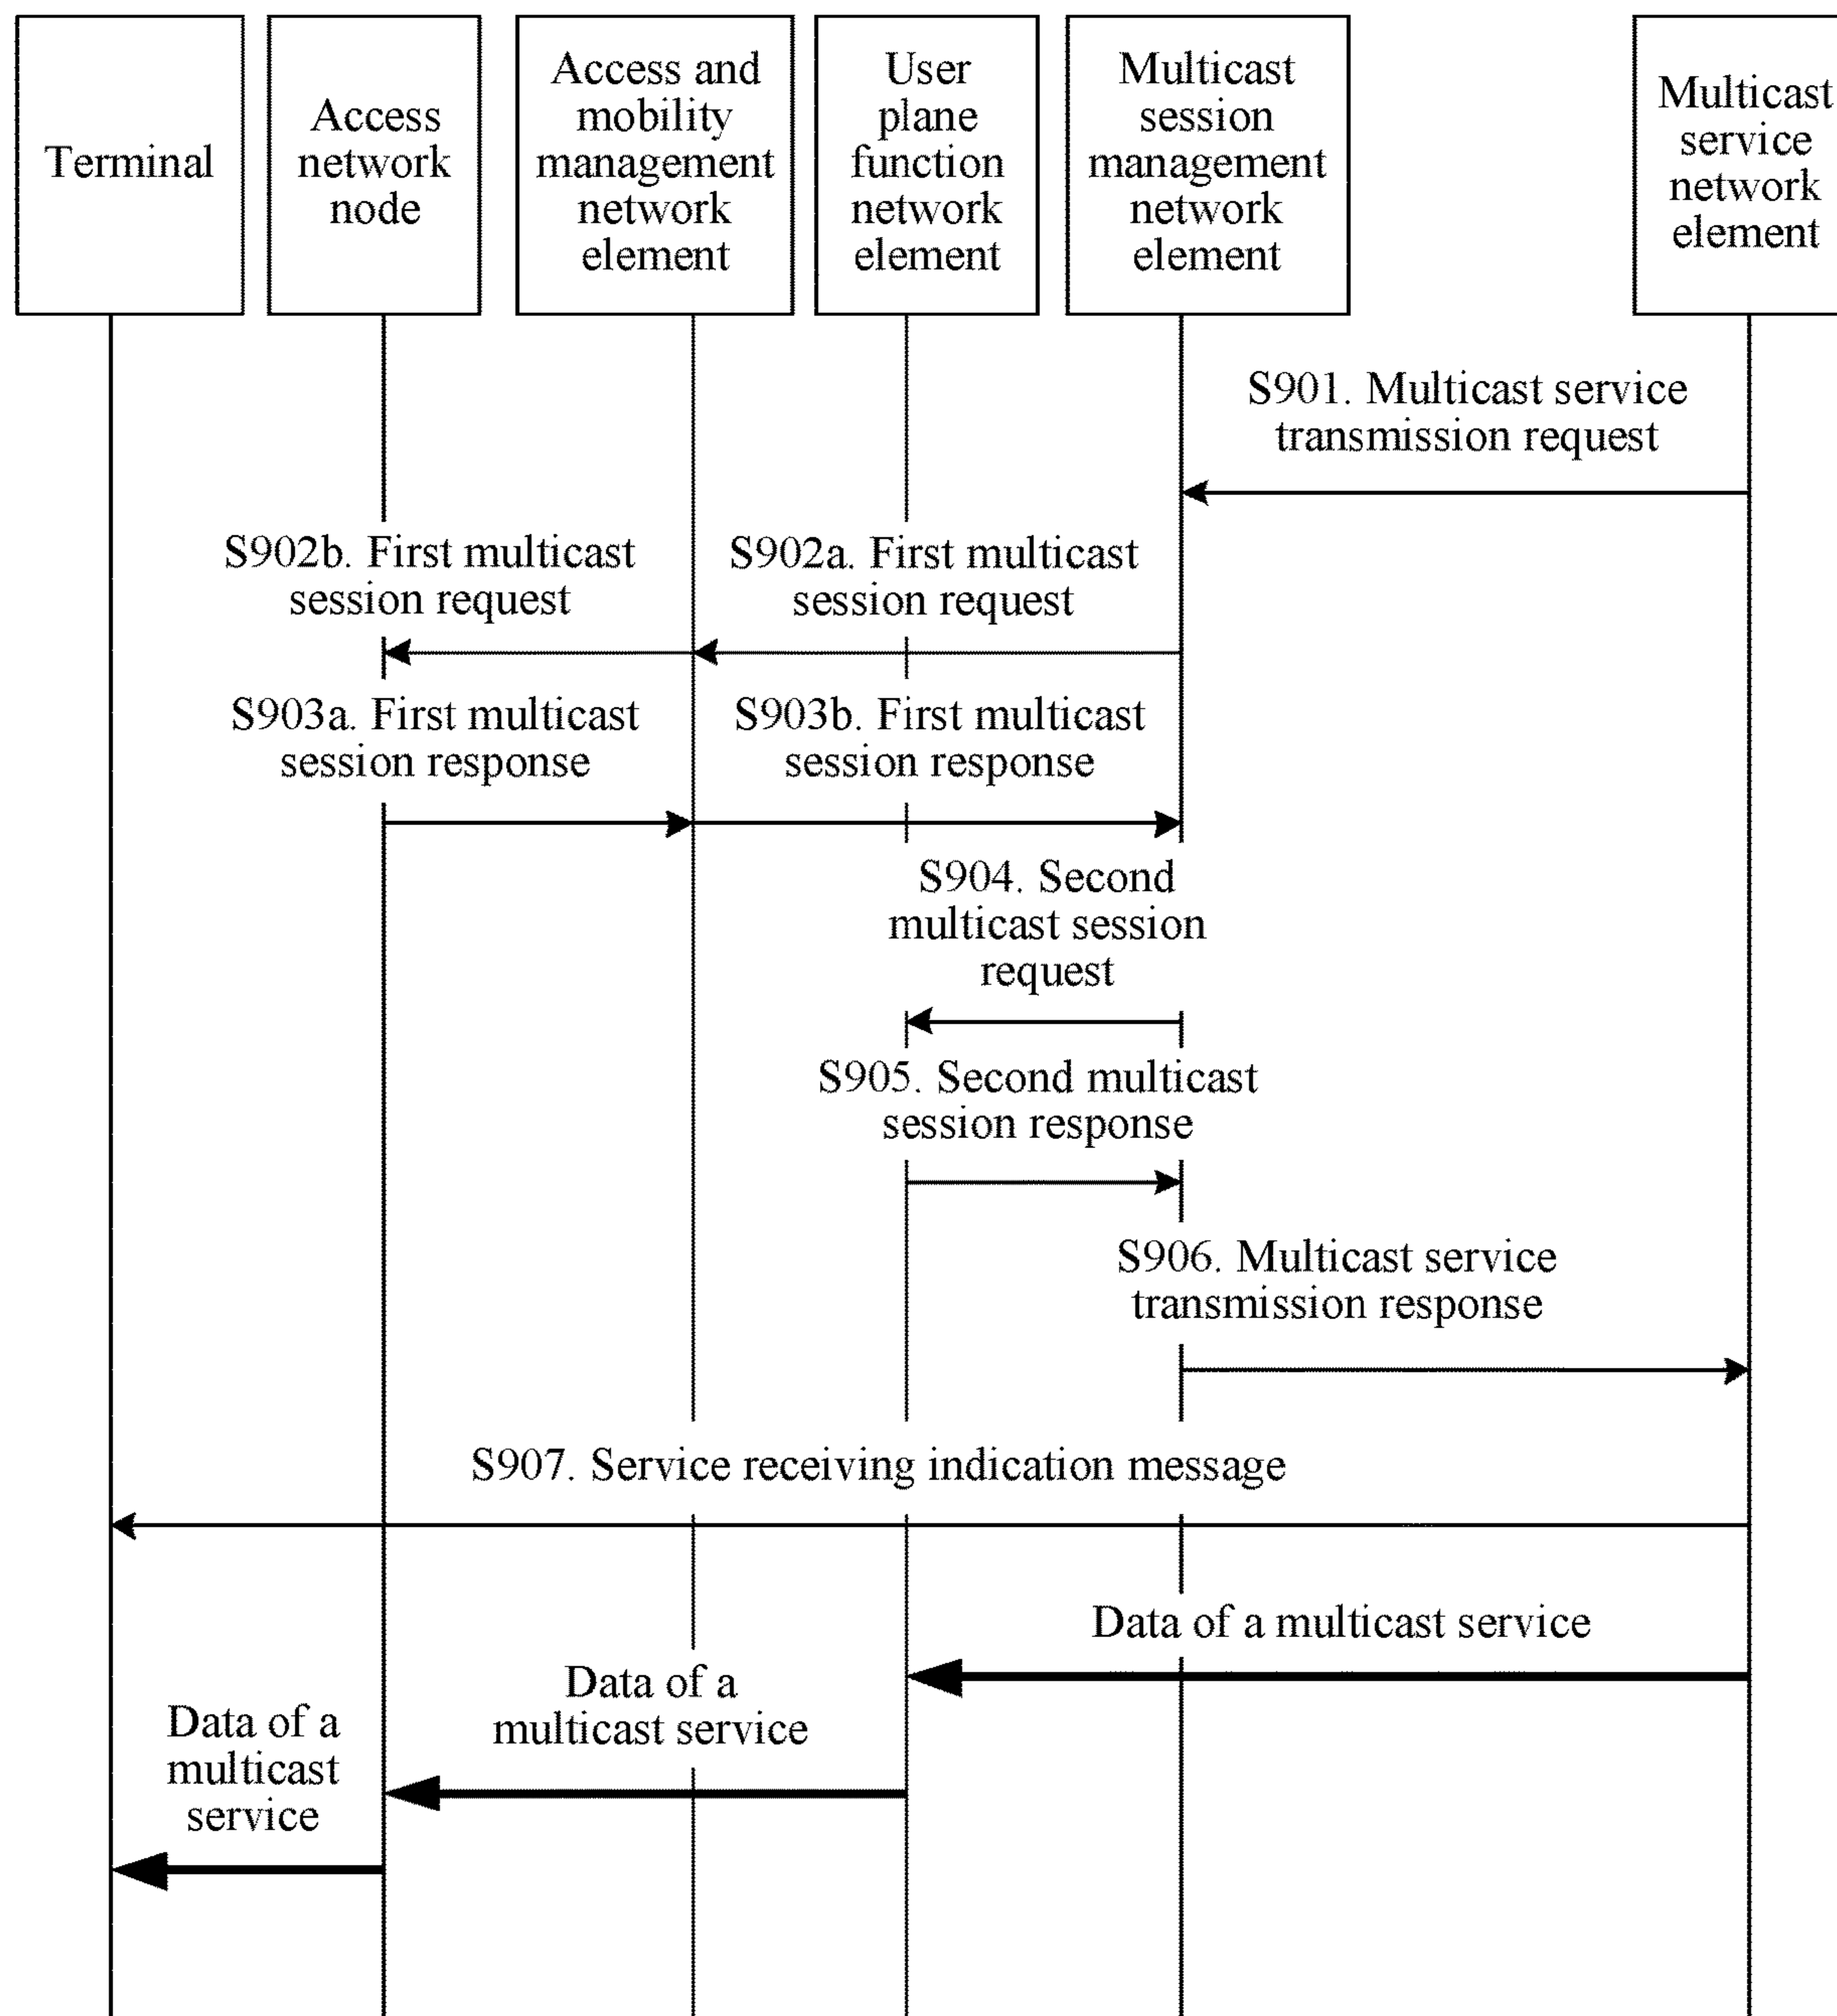 Terminal
Access
network
node
Access and
mobility
management
network
element
User
plane
function
network
element
Multicast
session
management
network
element
Multicast
service
network
element
S901. Multicast service
transmission request
S902b. First multicast
session request
S902a. First multicast
session request
S903a. First multicast
session response
S903b. First multicast
session response
S904. Second
multicast session
request
S905. Second multicast
session response
S906. Multicast service
transmission response
S907. Service receiving indication message
Data of a multicast service
Data of a
multicast service
Data of a
multicast
service